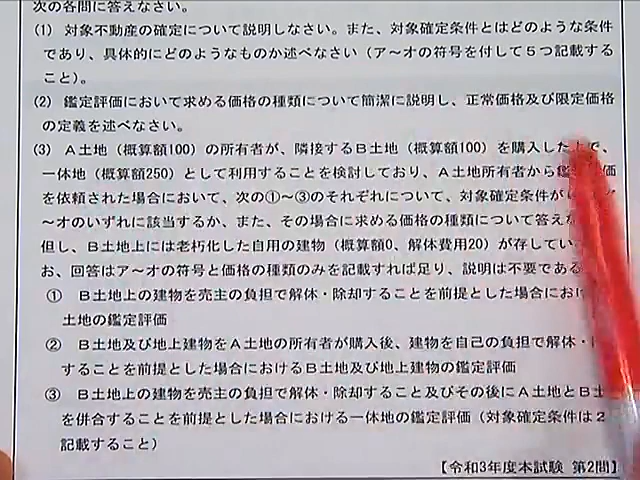 次の各問に答えなさい。
(1) 対象不動産の確定について説明しなさい。また、対象確定条件とはどのような条件
であり、具体的にどのようなものか述べなさい（ア～オの符号を付して５つ記載する
こと）。
(2) 鑑定評価において求める価格の種類について簡潔に説明し、正常価格及び限定価格
の定義を述べなさい。
(3) A土地（概算額100）の所有者が、隣接するB土地（概算額100）を購入した上で、
一体地（概算額250）として利用することを検討しており、A土地所有者から鑑定評価
を依頼された場合において、次の①～③のそれぞれについて、対象確定条件が
～オのいずれに該当するか、また、その場合に求める価格の種類について答え
但し、B土地上には老朽化した自用の建物（概算額0、解体費用20）が存してい
お、回答はア～オの符号と価格の種類のみを記載すれば足り、説明は不要である
① B土地上の建物を売主の負担で解体・除却することを前提とした場合にお
土地の鑑定評価
② B土地及び地上建物をA土地の所有者が購入後、建物を自己の負担で解体・
することを前提とした場合におけるB土地及び地上建物の鑑定評価
③ B土地上の建物を売主の負担で解体・除却すること及びその後にA土地とB土
を併合することを前提とした場合における一体地の鑑定評価（対象確定条件は２
記載すること）
【令和3年度本試験 第2問】